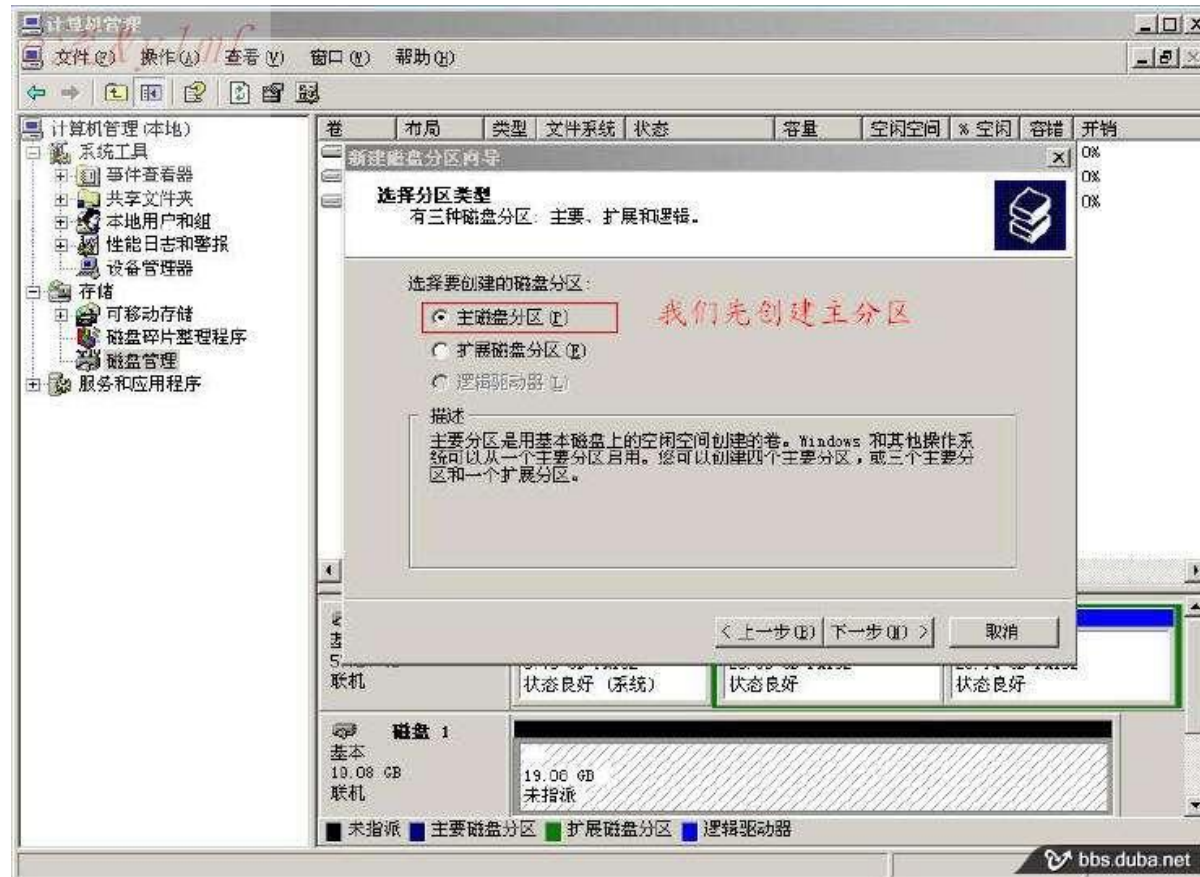 计算机管理
文件(F) 操作(A) 查看(V) 窗口(W) 帮助(H)
计算机管理(本地)
系统工具
事件查看器
共享文件夹
本地用户和组
性能日志和警报
设备管理器
存储
可移动存储
磁盘碎片整理程序
磁盘管理
服务和应用程序
卷 布局 类型 文件系统 状态 容量 空闲空间 % 空闲 容错 开销
0%
0%
0%
新建磁盘分区向导
选择分区类型
有三种磁盘分区: 主要、扩展和逻辑。
选择要创建的磁盘分区:
主磁盘分区(P)
我们先创建主分区
扩展磁盘分区(E)
逻辑驱动器(L)
描述
主要分区是用基本磁盘上的空闲空间创建的卷。Windows 和其他操作系
统可以从一个主要分区启用。您可以创建四个主要分区，或三个主要分
区和一个扩展分区。
< 上一步(B) 下一步(N) > 取消
联机
状态良好 (系统) 状态良好 状态良好
磁盘 1
基本
19.08 GB
联机
19.08 GB
未指派
未指派 主要磁盘分区 扩展磁盘分区 逻辑驱动器
bbs.duba.net